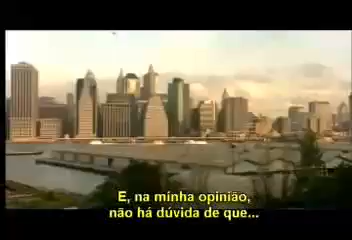 E, na minha opinião,
não há dúvida de que...